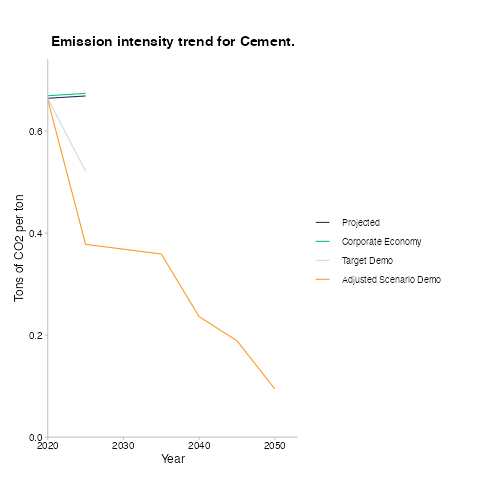 Emission intensity trend for Cement.
Tons of CO2 per ton
0.6
0.4
0.2
0.0
2020 2030 2040 2050
Year
Projected
Corporate Economy
Target Demo
Adjusted Scenario Demo